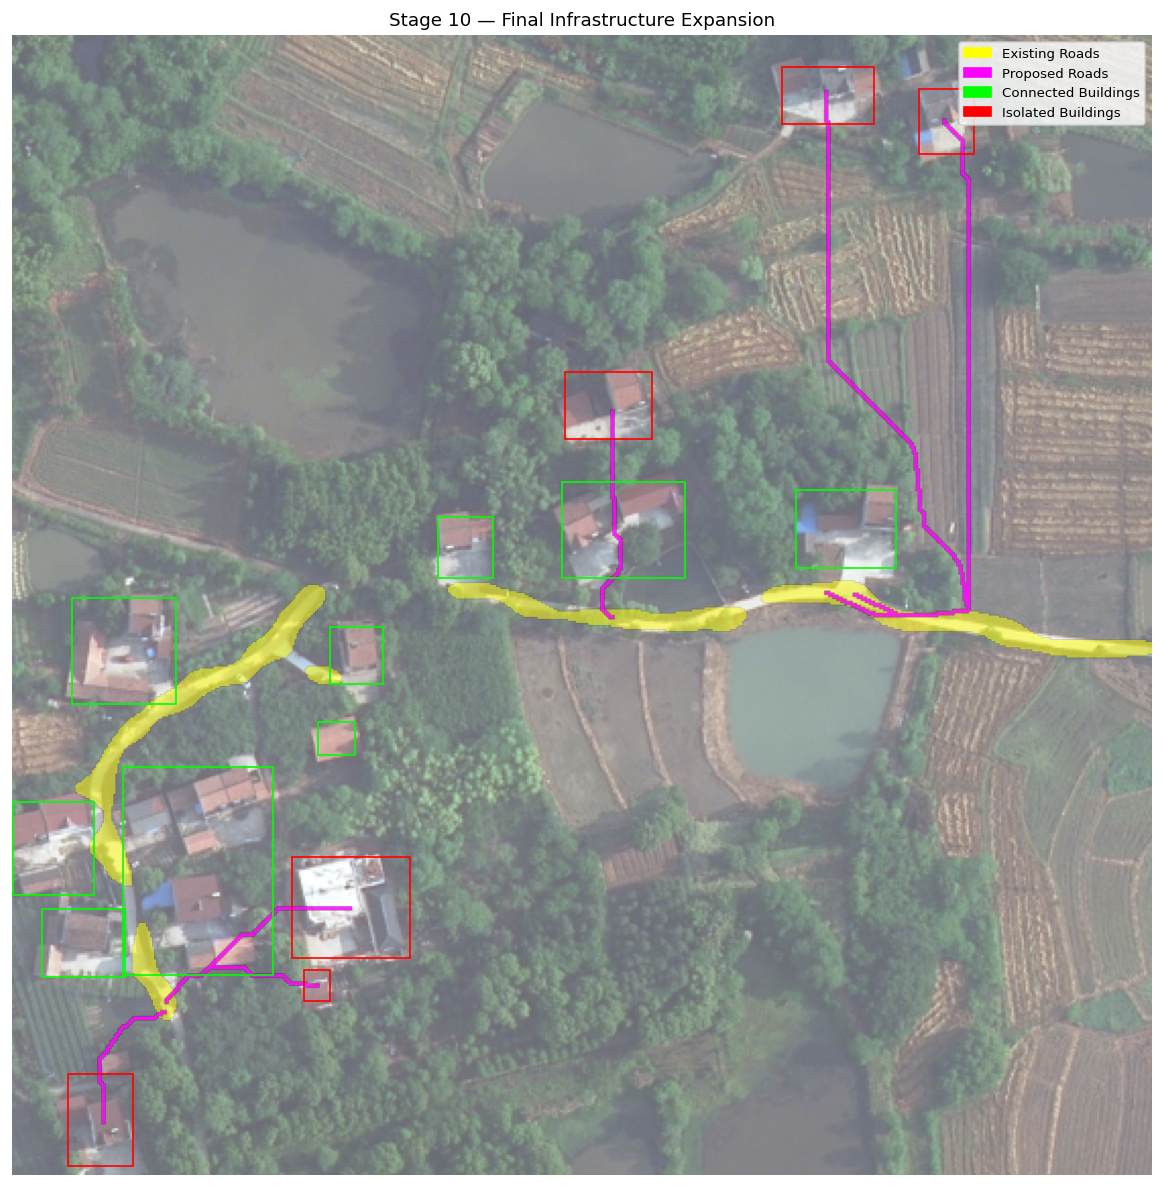 Stage 10 — Final Infrastructure Expansion
Existing Roads
Proposed Roads
Connected Buildings
Isolated Buildings